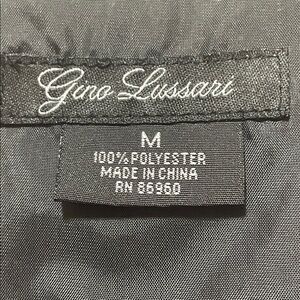 Gino Lussari
M
100% POLYESTER
MADE IN CHINA
RN 86960